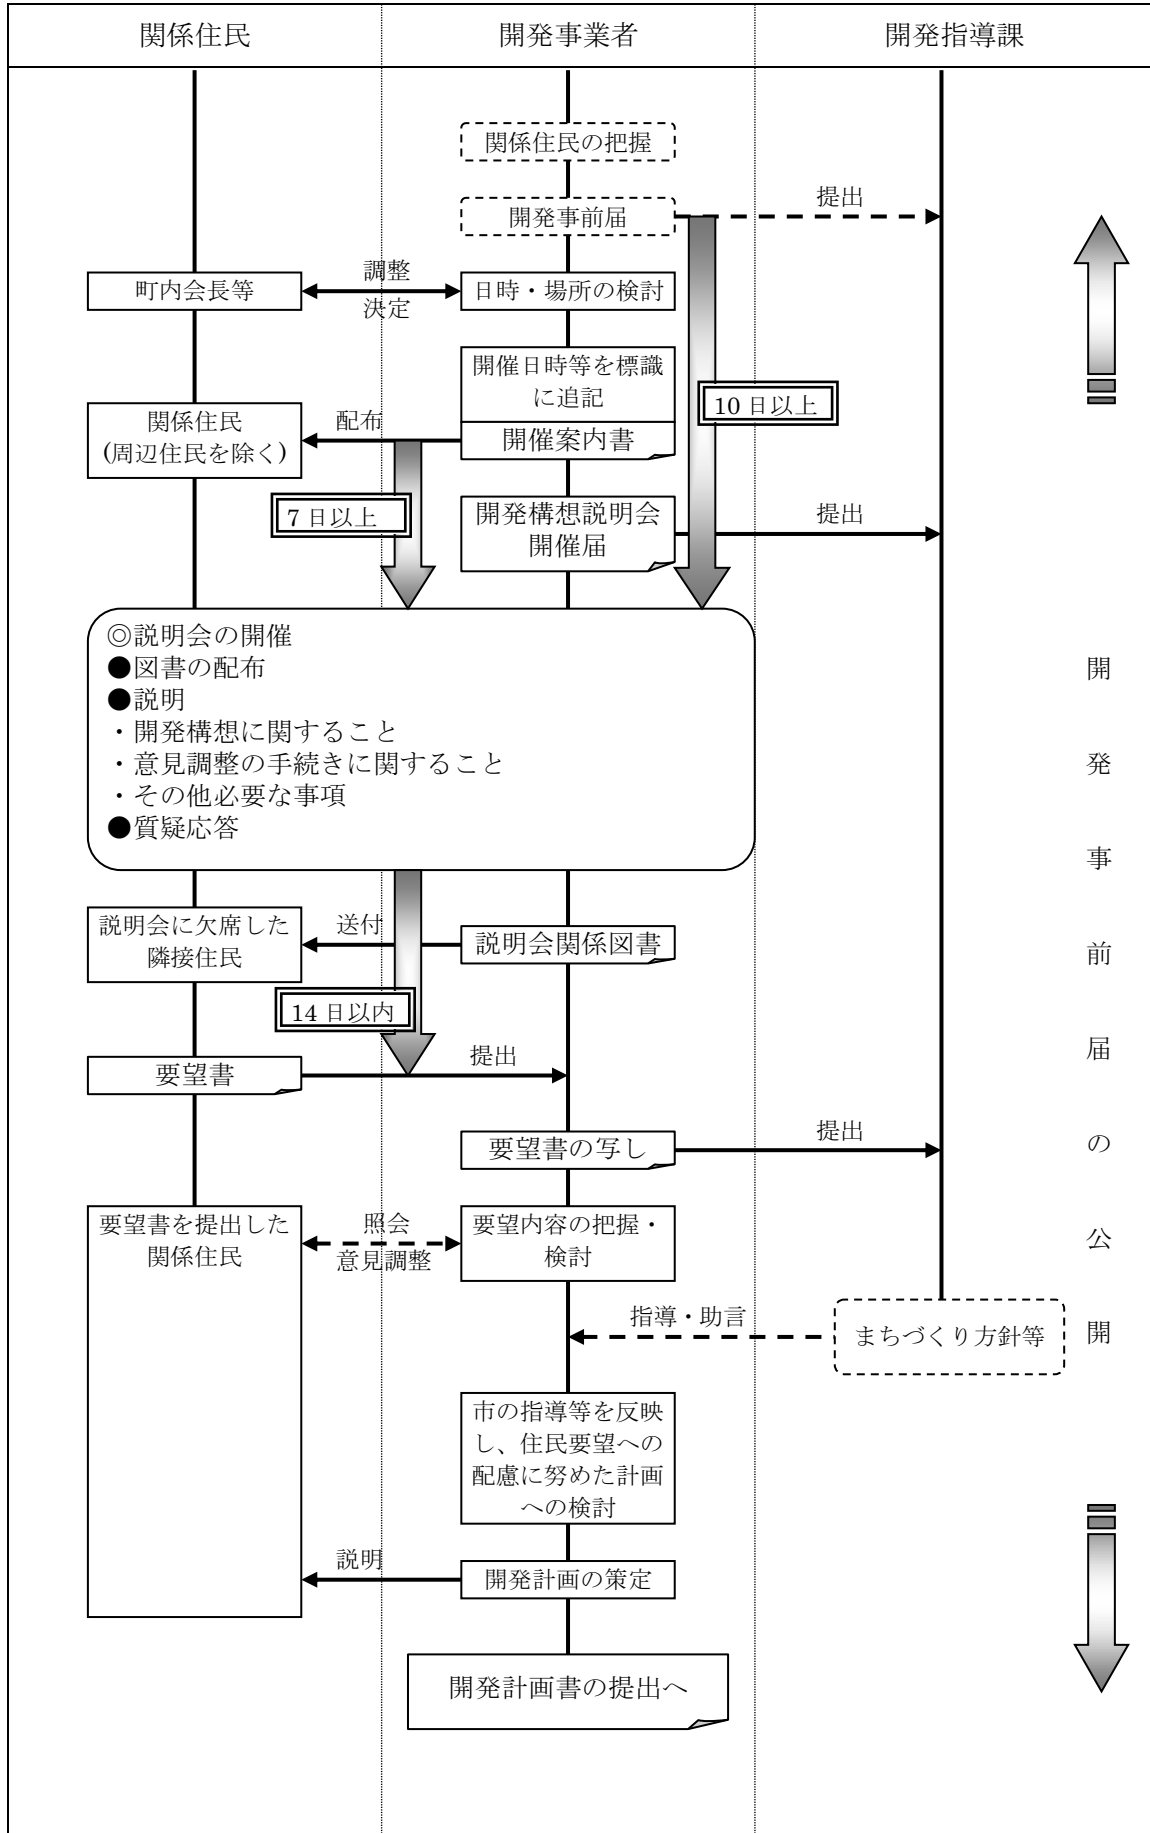 関係住民
開発事業者
開発指導課
関係住民の把握
開発事前届
提出
町内会長等
調整
決定
日時・場所の検討
開催日時等を標識
に追記
10 日以上
関係住民
(周辺住民を除く)
配布
開催案内書
7 日以上
開発構想説明会
開催届
提出
◎説明会の開催
●図書の配布
●説明
・開発構想に関すること
・意見調整の手続きに関すること
・その他必要な事項
●質疑応答
説明会に欠席した
隣接住民
送付
説明会関係図書
14 日以内
要望書
提出
要望書の写し
提出
要望書を提出した
関係住民
照会
意見調整
要望内容の把握・
検討
指導・助言
まちづくり方針等
市の指導等を反映
し、住民要望への
配慮に努めた計画
への検討
説明
開発計画の策定
開発計画書の提出へ
開発事前届の公開